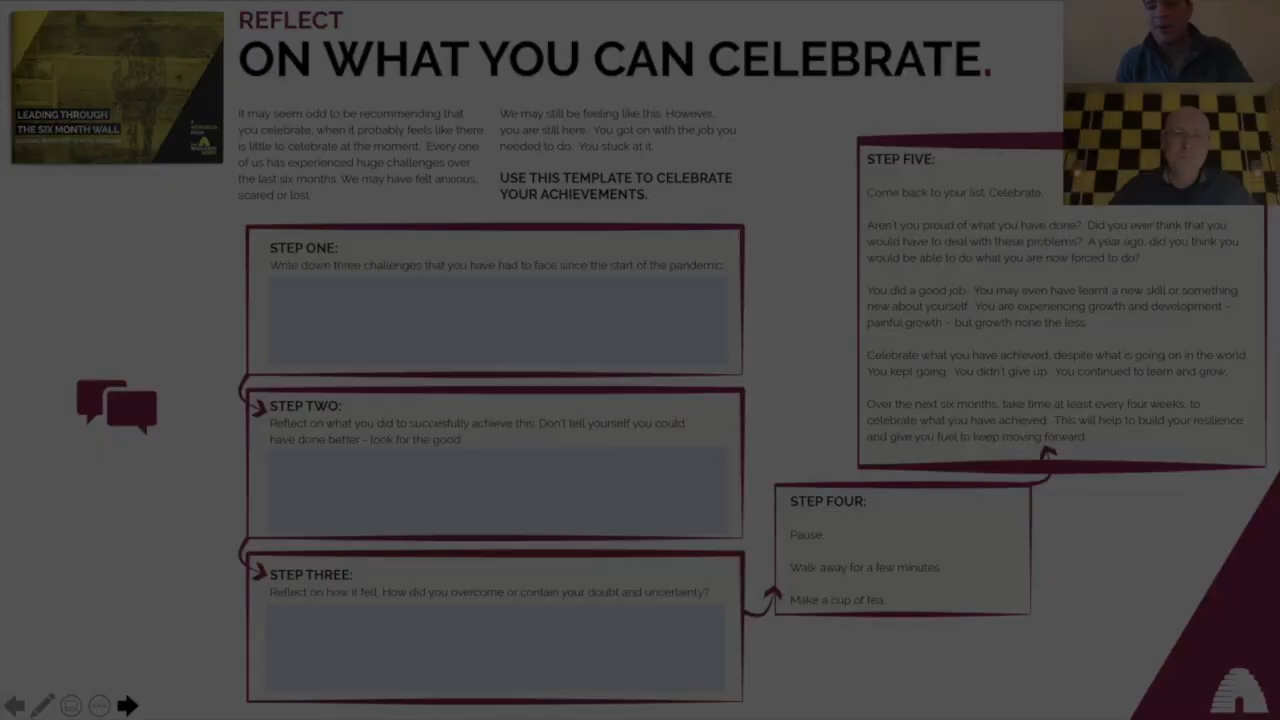 REFLECT
ON WHAT YOU CAN CELEBRATE.
LEADING THROUGH
THE SIX MONTH WALL
It may seem odd to be recommending that
you celebrate, when it probably feels like there
is little to celebrate at the moment. Every one
of us has experienced huge challenges over
the last six months. We may have felt anxious,
scared or lost.
We may still be feeling like this. However,
you are still here. You got on with the job you
needed to do. You stuck at it.
USE THIS TEMPLATE TO CELEBRATE
YOUR ACHIEVEMENTS.
STEP ONE:
Write down three challenges that you have had to face since the start of the pandemic.
STEP TWO:
Reflect on what you did to succesfully achieve this. Don't tell yourself you could
have done better - look for the good
STEP THREE:
Reflect on how it felt. How did you overcome or contain your doubt and uncertainty?
STEP FOUR:
Pause.
Walk away for a few minutes.
Make a cup of tea.
STEP FIVE:
Come back to your list. Celebrate.
Aren't you proud of what you have done? Did you ever think that you
would have to deal with these problems? A year ago, did you think you
would be able to do what you are now forced to do?
You did a good job. You may even have learnt a new skill or something
new about yourself. You are experiencing growth and development –
painful growth – but growth none the less.
Celebrate what you have achieved, despite what is going on in the world.
You kept going. You didn't give up. You continued to learn and grow.
Over the next six months, take time at least every four weeks, to
celebrate what you have achieved. This will help to build your resilience
and give you fuel to keep moving forward.